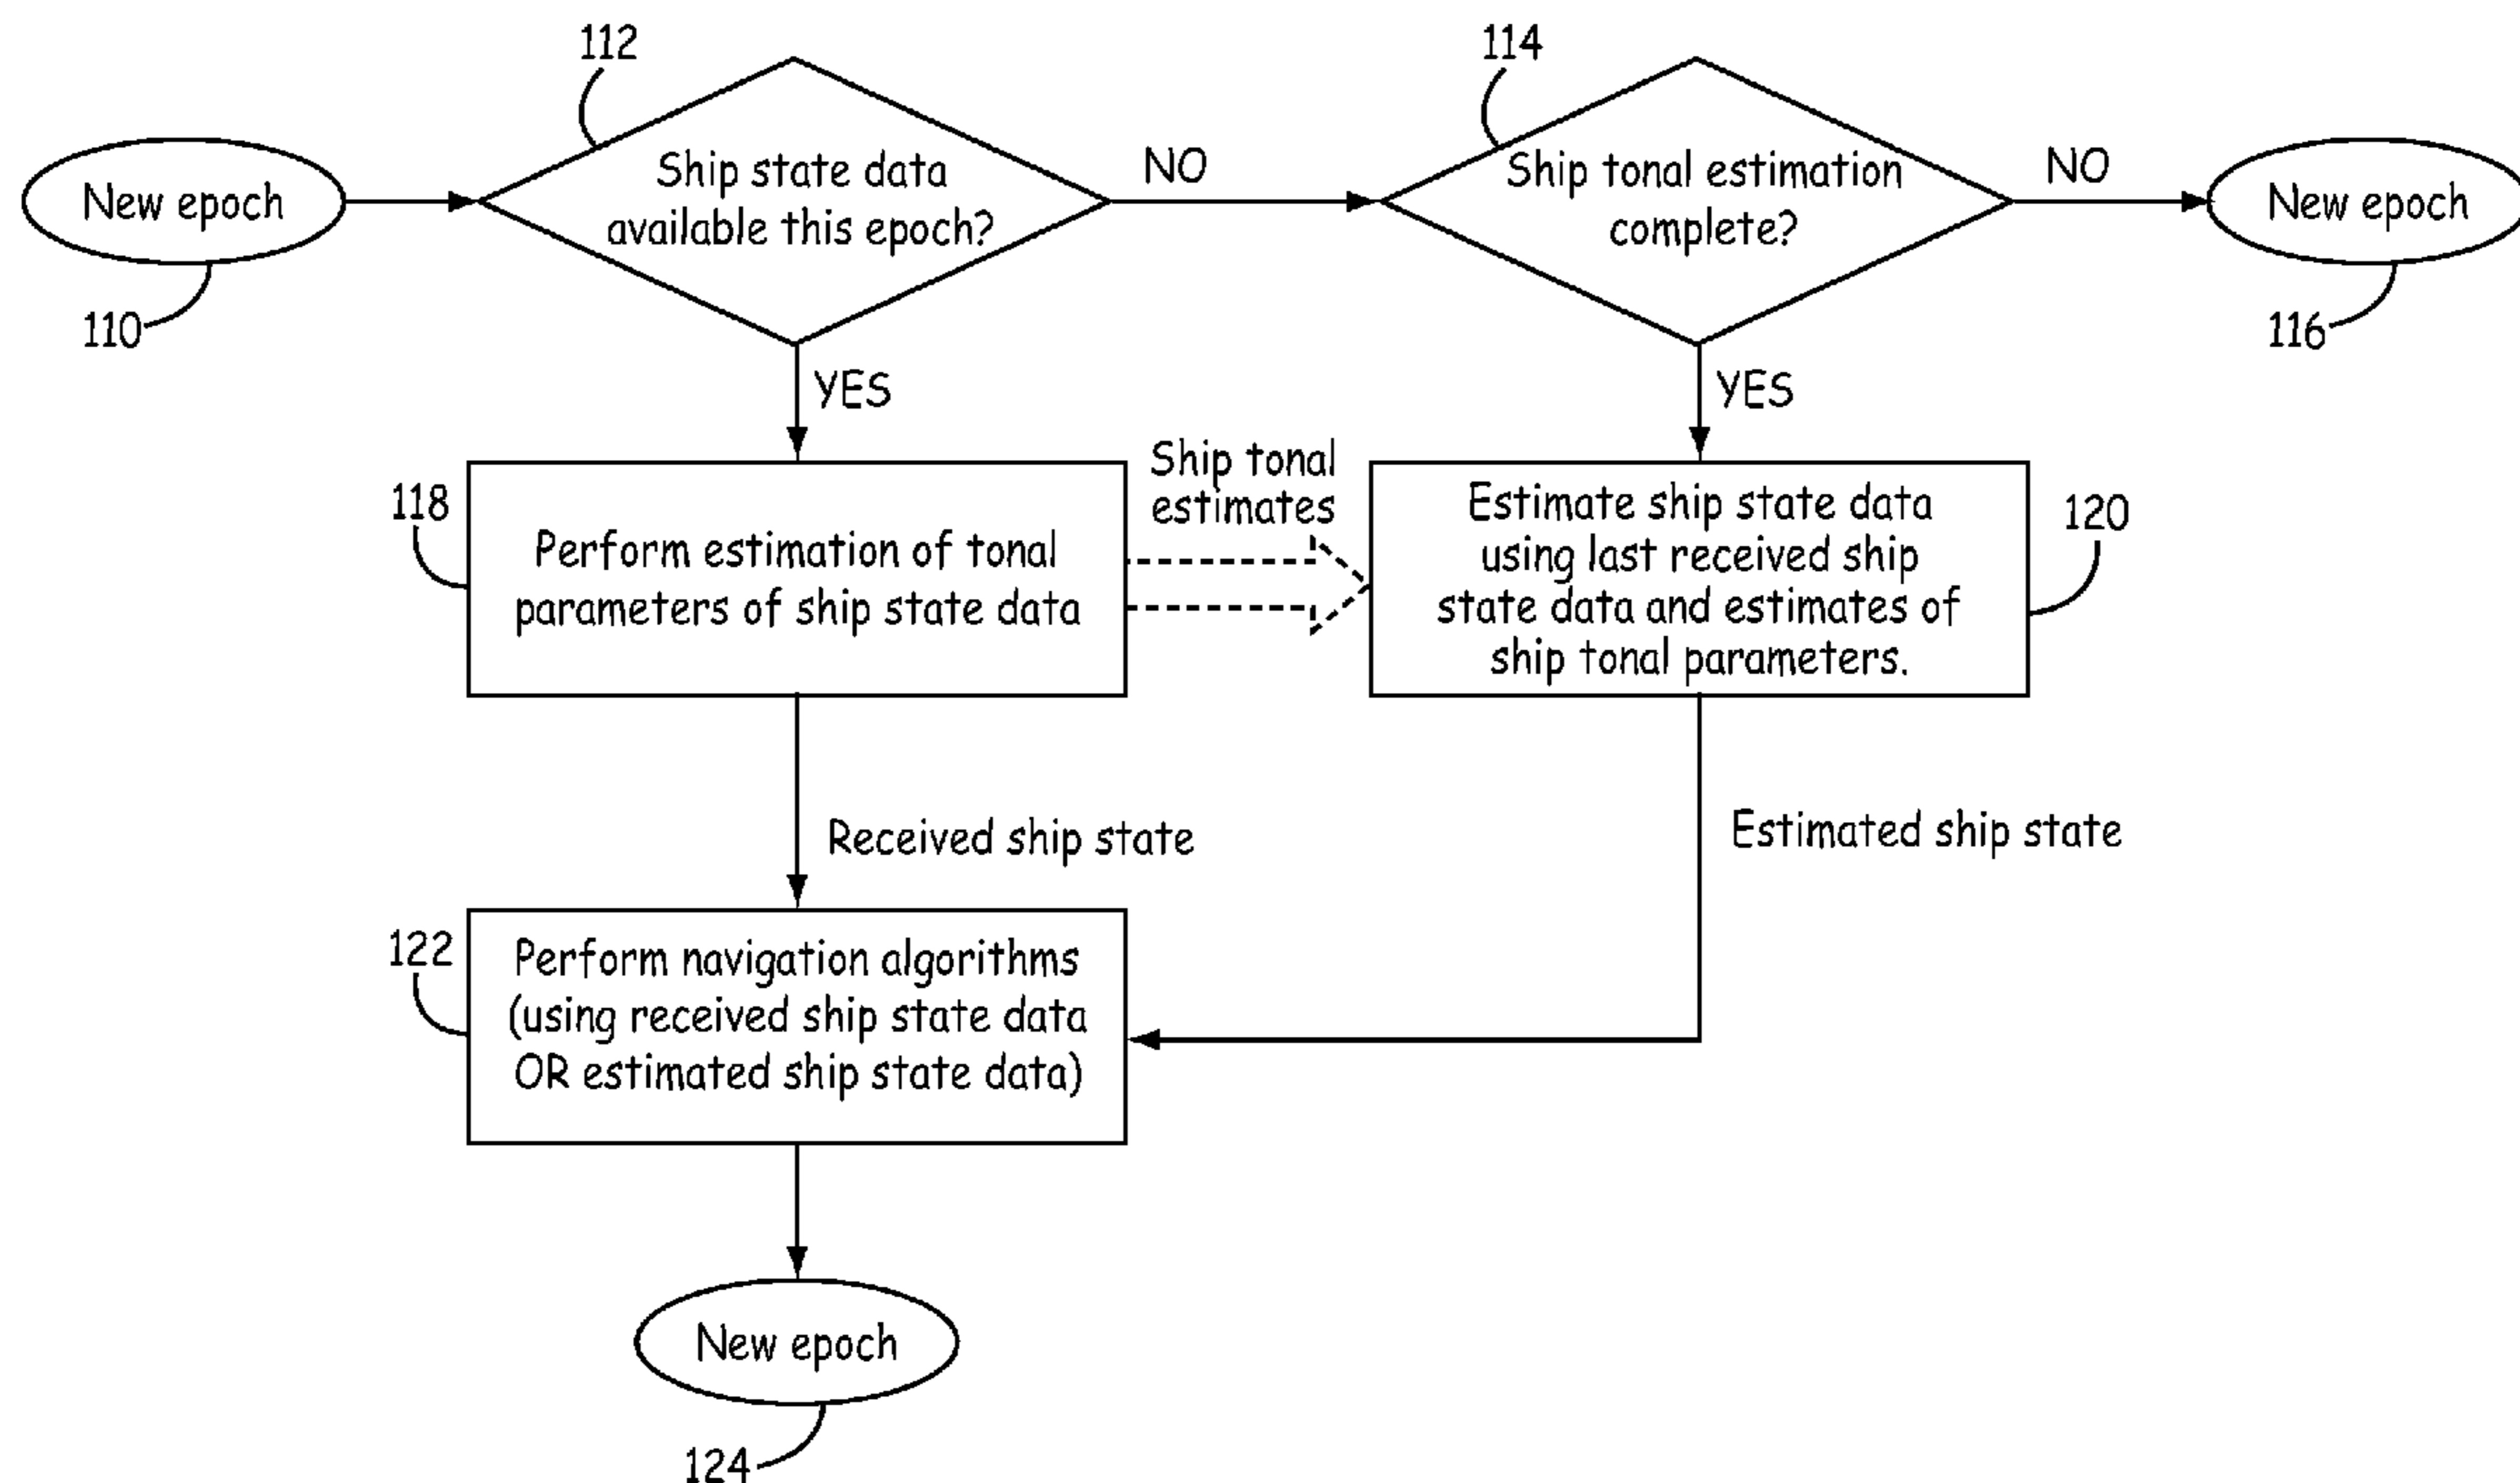 112
114
New epoch
Ship state data
available this epoch?
NO
Ship tonal estimation
complete?
NO
New epoch
110
116
YES
YES
118
Perform estimation of tonal
parameters of ship state data
Ship tonal
estimates
Estimate ship state data
using last received ship
state data and estimates of
ship tonal parameters.
120
Received ship state
Estimated ship state
122
Perform navigation algorithms
(using received ship state data
OR estimated ship state data)
New epoch
124